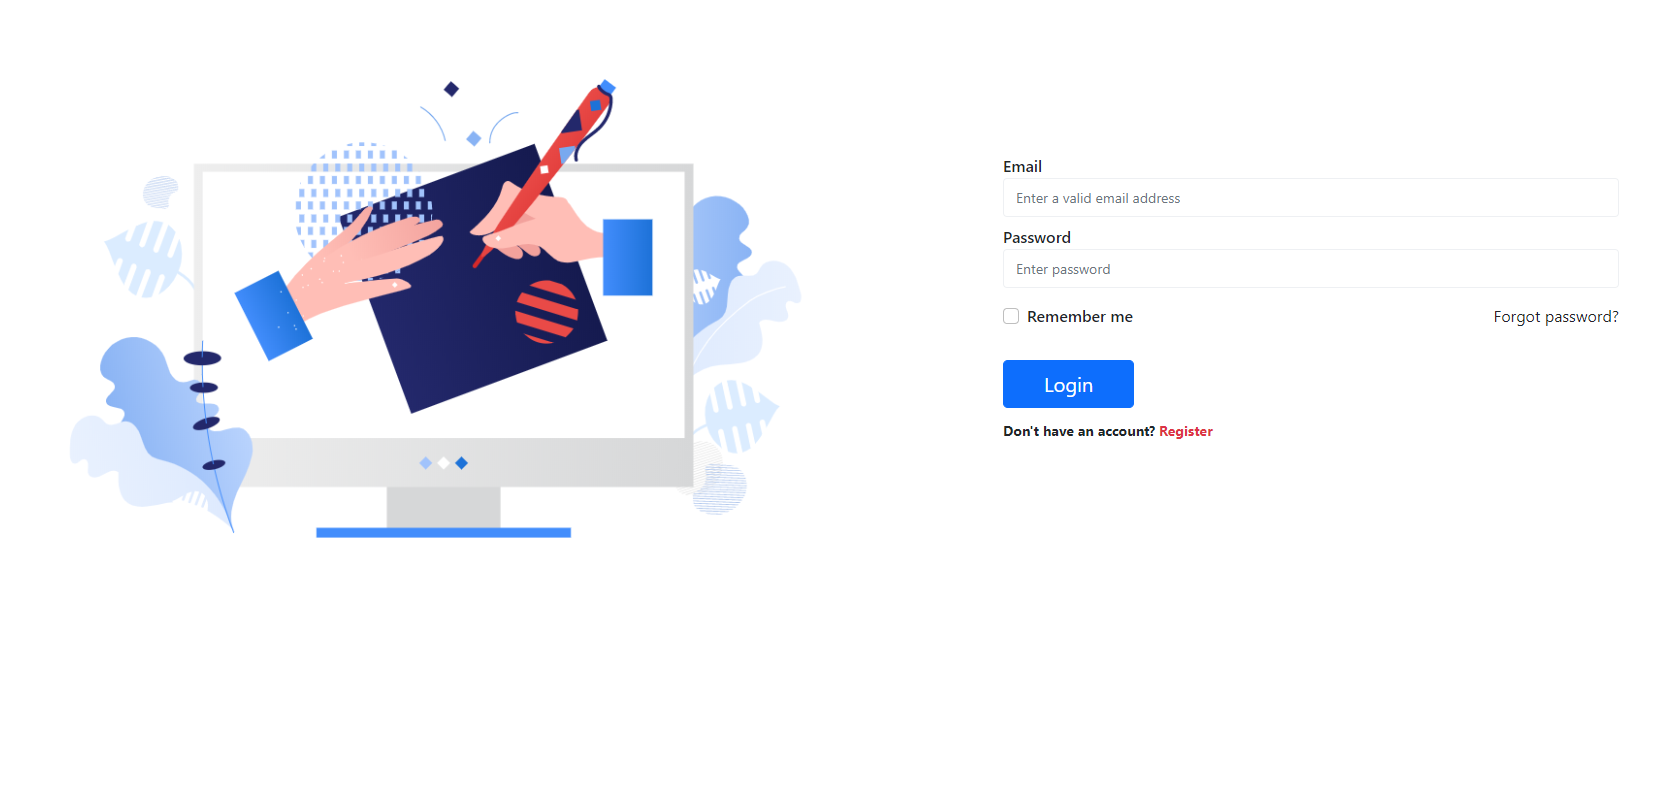 Email
Enter a valid email address
Password
Enter password
Remember me
Forgot password?
Login
Don't have an account? Register